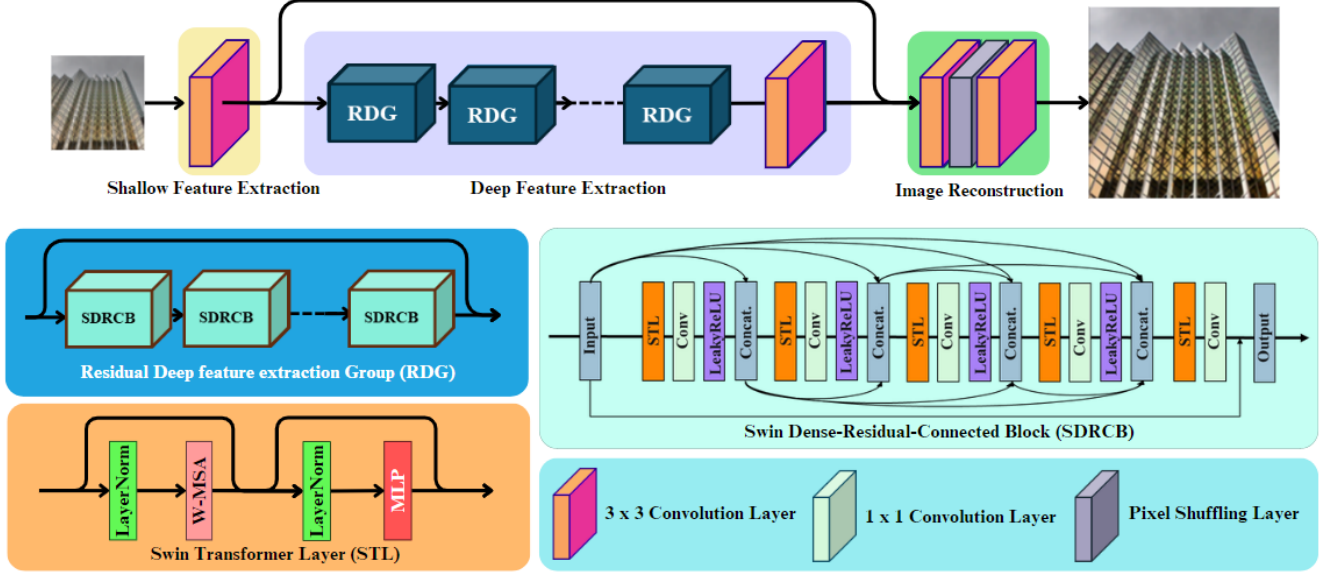 RDG
RDG
RDG
Shallow Feature Extraction
Deep Feature Extraction
Image Reconstruction
SDRCB
SDRCB
SDRCB
Residual Deep feature extraction Group (RDG)
Input
STL
Conv
LeakyReLU
Concat.
STL
Conv
LeakyReLU
Concat.
STL
Conv
LeakyReLU
Concat.
STL
Conv
LeakyReLU
Concat.
STL
Conv
Output
Swin Dense-Residual-Connected Block (SDRCB)
LayerNorm
W-MSA
LayerNorm
MLP
Swin Transformer Layer (STL)
3 x 3 Convolution Layer
1 x 1 Convolution Layer
Pixel Shuffling Layer